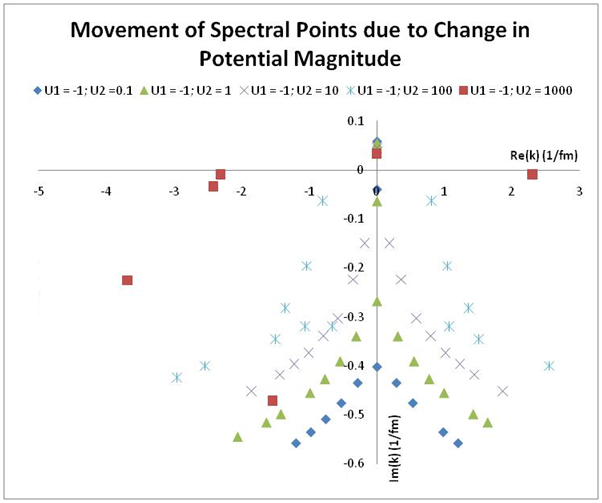 Movement of Spectral Points due to Change in
Potential Magnitude
U1 = -1; U2 =0.1 U1 = -1; U2 = 1 U1 = -1; U2 = 10 U1 = -1; U2 = 100 U1 = -1; U2 = 1000
0.1
Re(k) (1/fm)
0
-5 -4 -3 -2 -1 0 1 2 3
-0.1
-0.2
-0.3
-0.4
-0.5
-0.6
Im(k) (1/fm)